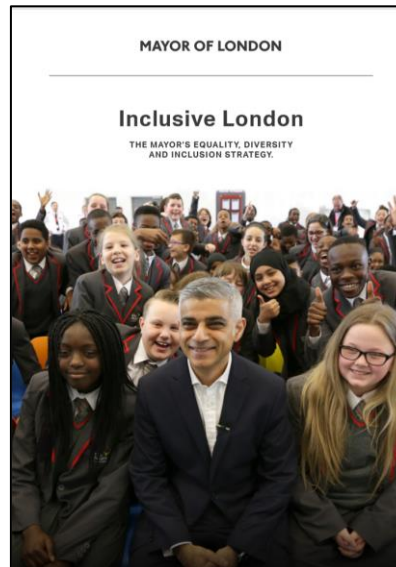 MAYOR OF LONDON
Inclusive London
THE MAYOR'S EQUALITY, DIVERSITY
AND INCLUSION STRATEGY.